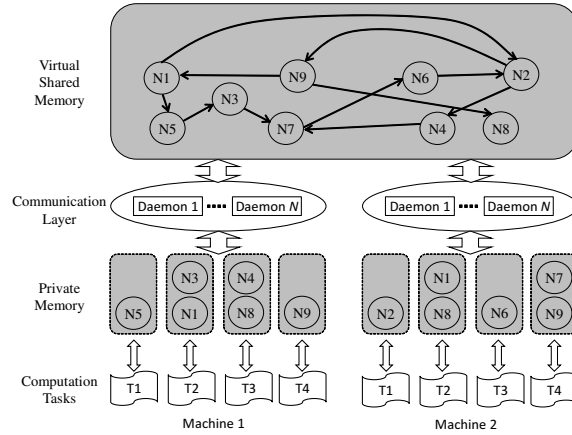 Virtual
Shared
Memory
N1
N9
N6
N2
N3
N5
N7
N4
N8
Communication
Layer
Daemon 1
Daemon N
Daemon 1
Daemon N
Private
Memory
N3
N4
N1
N7
N5
N1
N8
N9
N2
N8
N6
N9
Computation
Tasks
T1
T2
T3
T4
T1
T2
T3
T4
Machine 1
Machine 2